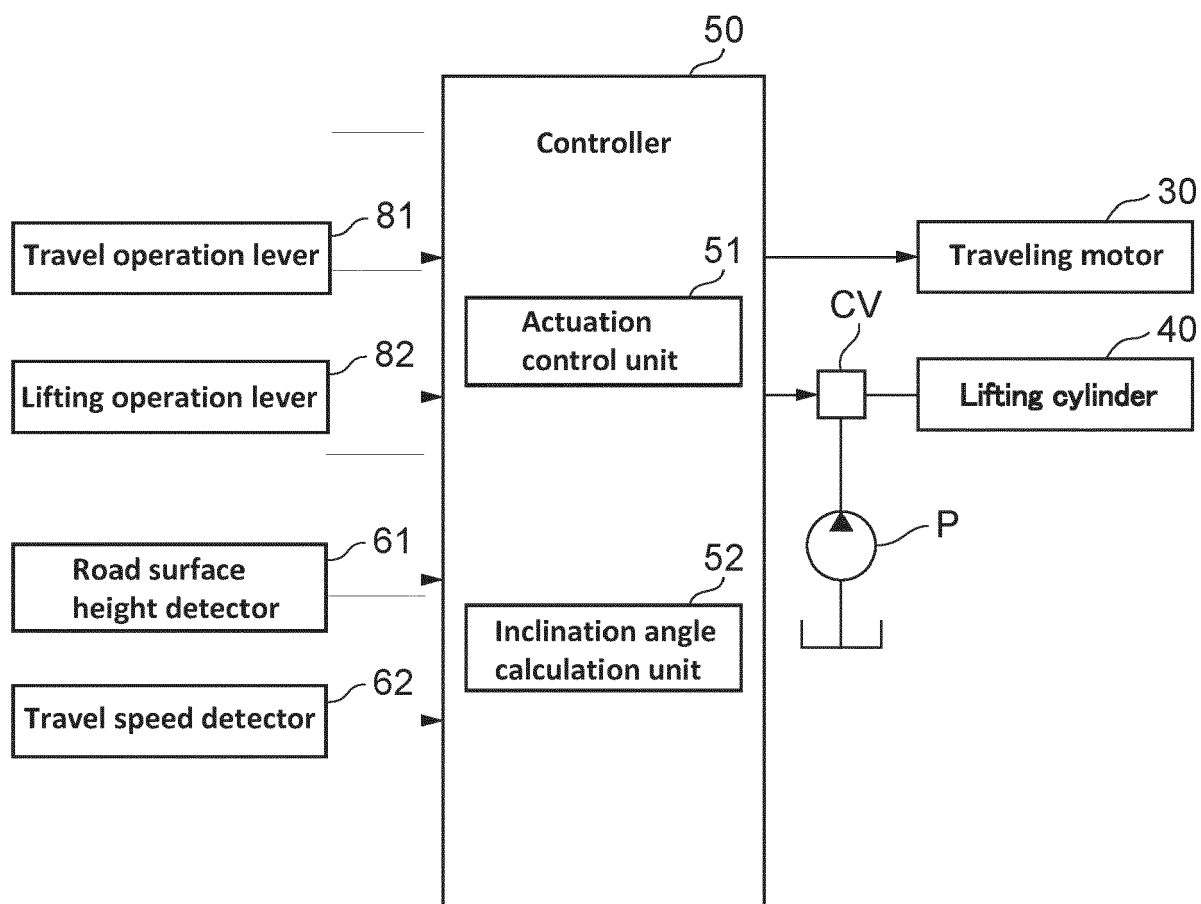 50
Controller
81
Travel operation lever
30
Traveling motor
51
Actuation
control unit
CV
82
Lifting operation lever
40
Lifting cylinder
61
Road surface
height detector
P
52
Inclination angle
calculation unit
62
Travel speed detector